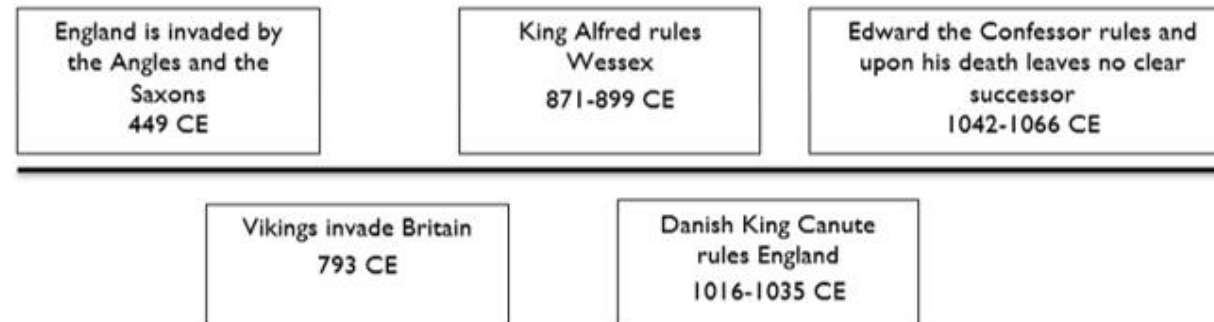 England is invaded by
the Angles and the
Saxons
449 CE
King Alfred rules
Wessex
871-899 CE
Edward the Confessor rules and
upon his death leaves no clear
successor
1042-1066 CE
Vikings invade Britain
793 CE
Danish King Canute
rules England
1016-1035 CE